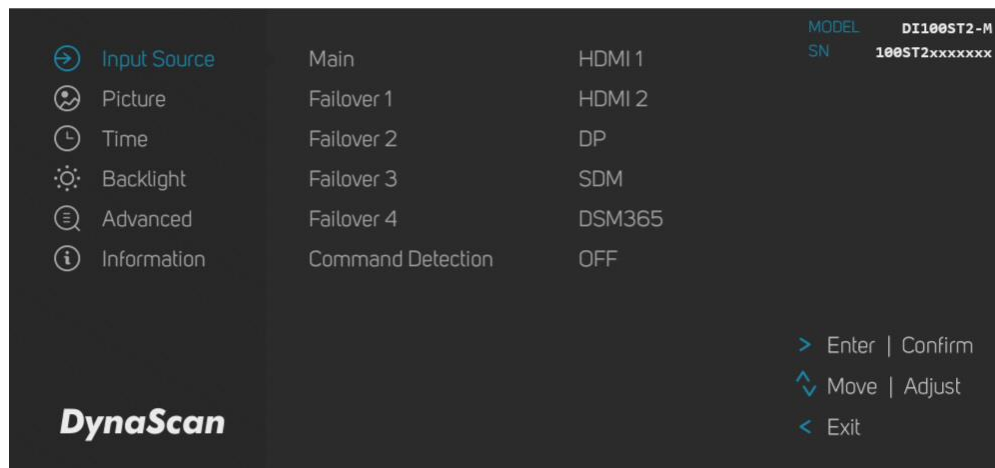 MODEL DI100ST2-M
SN 100ST2xxxxxxx
Input Source Main HDMI 1
Picture Failover 1 HDMI 2
Time Failover 2 DP
Backlight Failover 3 SDM
Advanced Failover 4 DSM365
Information Command Detection OFF
> Enter | Confirm
Move | Adjust
< Exit
DynaScan